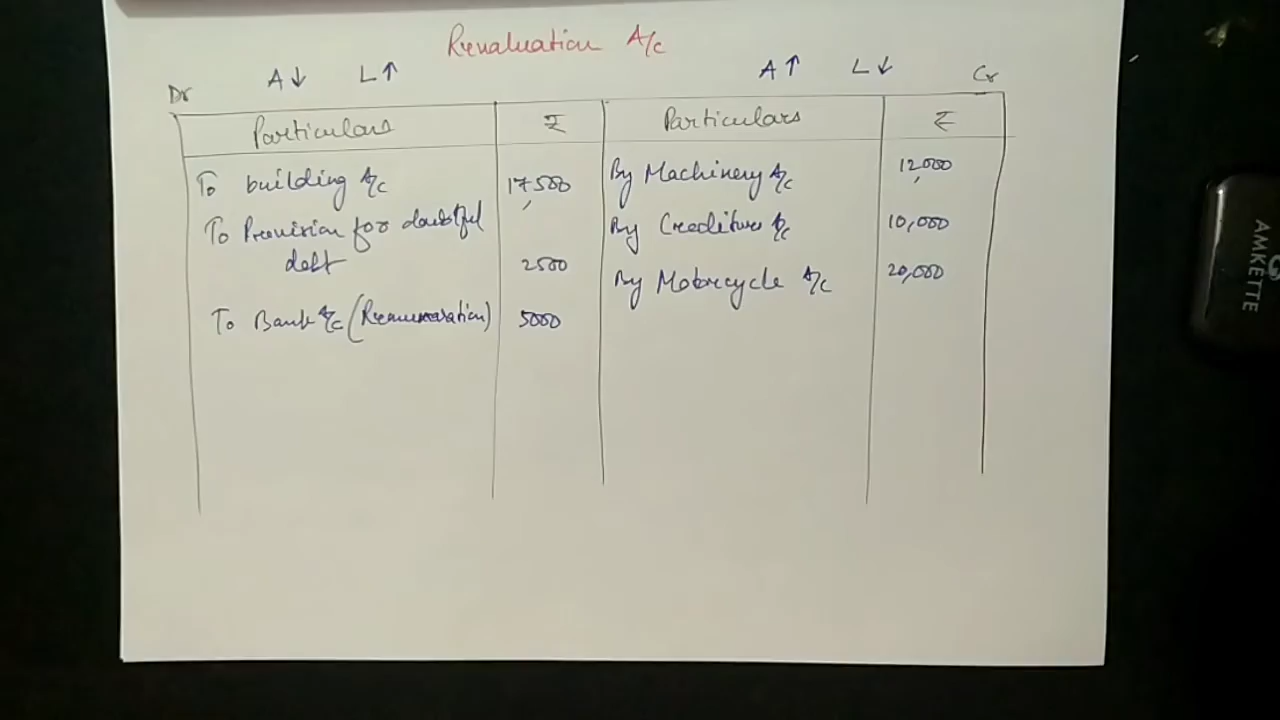 Revaluation A/c
A↓ L↑ A↑ L↓
Dr Cr
Particulars ₹ Particulars ₹
To building A/c 17,500 By Machinery A/c 12,000
To Provision for doubtful
debt 2500 By Creditors A/c 10,000
By Motorcycle A/c 20,000
To Bank A/c (Remuneration) 5000
AMKETTE